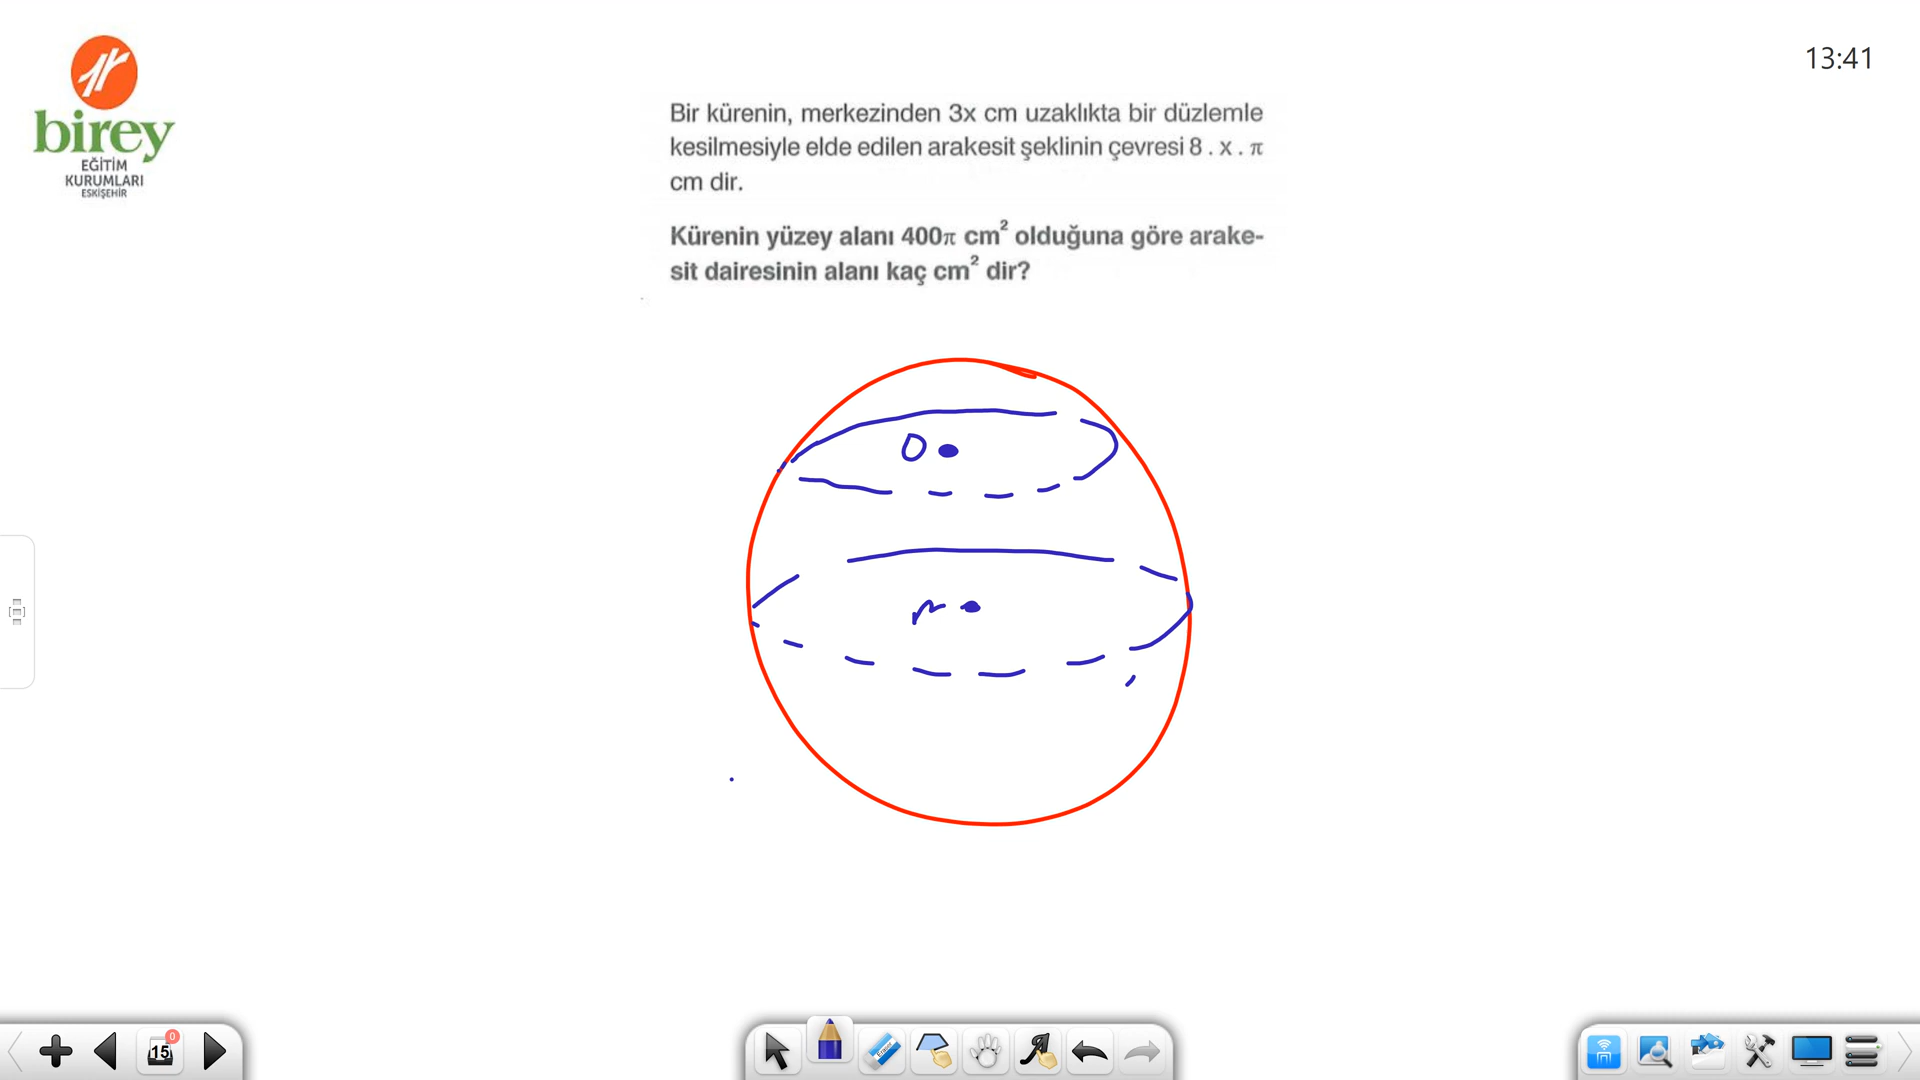 birey
EĞİTİM
KURUMLARI
ESKİŞEHİR
13:41
Bir kürenin, merkezinden 3x cm uzaklıkta bir düzlemle
kesilmesiyle elde edilen arakesit şeklinin çevresi 8 . x . π
cm dir.
Kürenin yüzey alanı 400π cm² olduğuna göre arake-
sit dairesinin alanı kaç cm² dir?
O
15
0